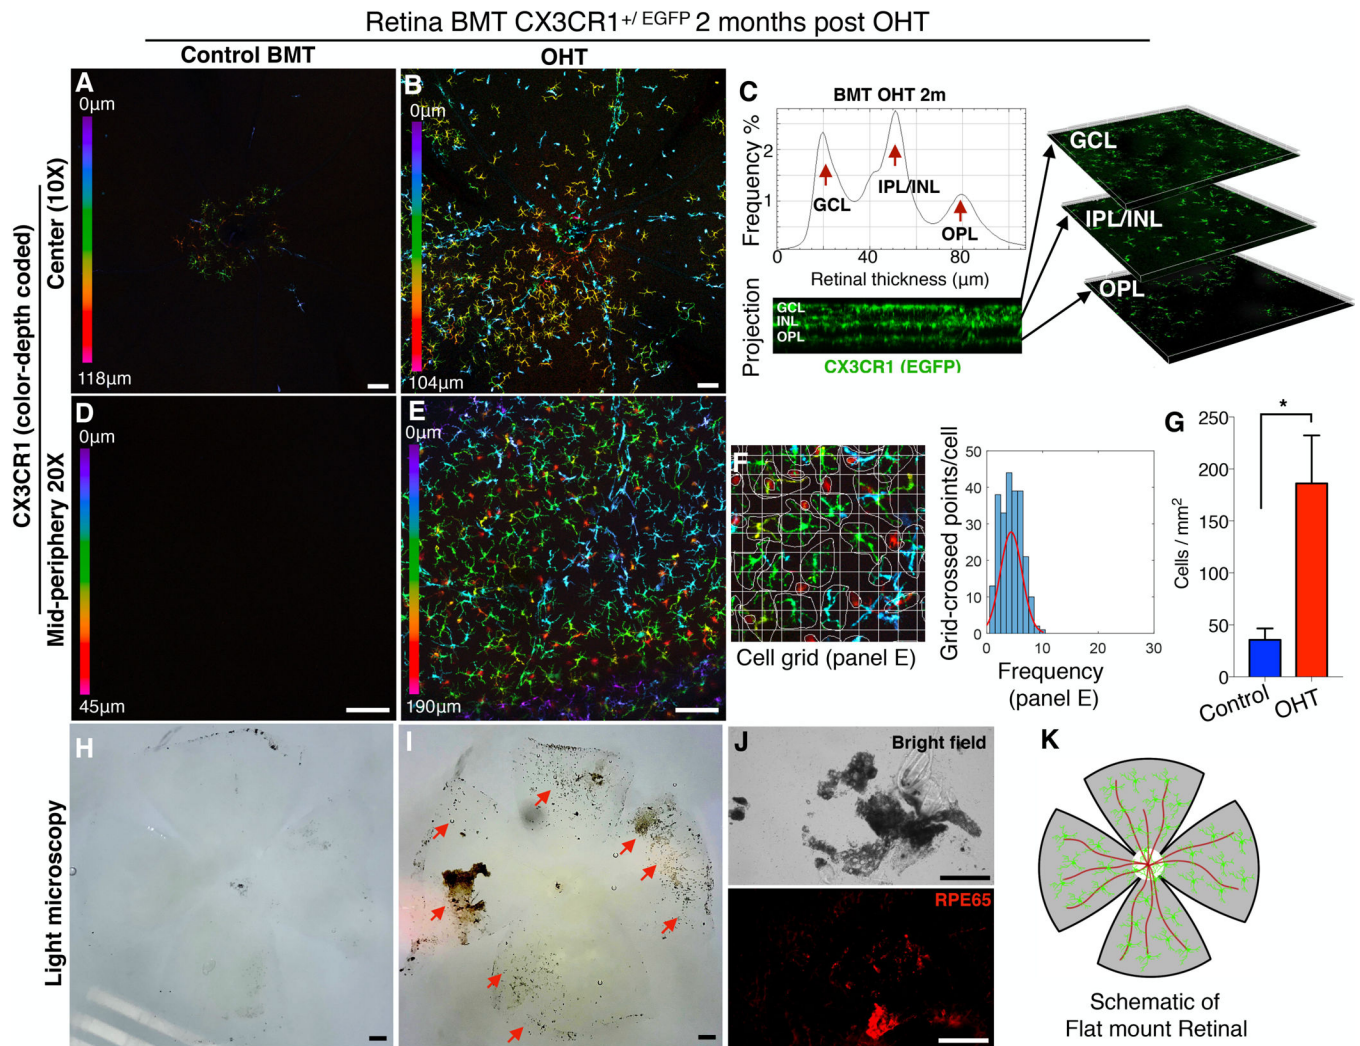 Retina BMT CX3CR1+/ EGFP 2 months post OHT
Control BMT
OHT
CX3CR1 (color-depth coded)
Center (10X)
Mid-periphery 20X
Light microscopy
A
0µm
118µm
B
0µm
104µm
C
BMT OHT 2m
Frequency %
2
1
GCL
IPL/INL
OPL
0
20
40
60
80
Retinal thickness (µm)
Projection
GCL
INL
OPL
CX3CR1 (EGFP)
GCL
IPL/INL
OPL
D
0µm
45µm
E
0µm
190µm
F
Cell grid (panel E)
Grid-crossed points/cell
50
40
30
20
10
0
0
10
20
30
Frequency
(panel E)
G
Cells / mm2
250
200
150
100
50
0
*
Control
OHT
H
I
J
Bright field
RPE65
K
Schematic of
Flat mount Retinal